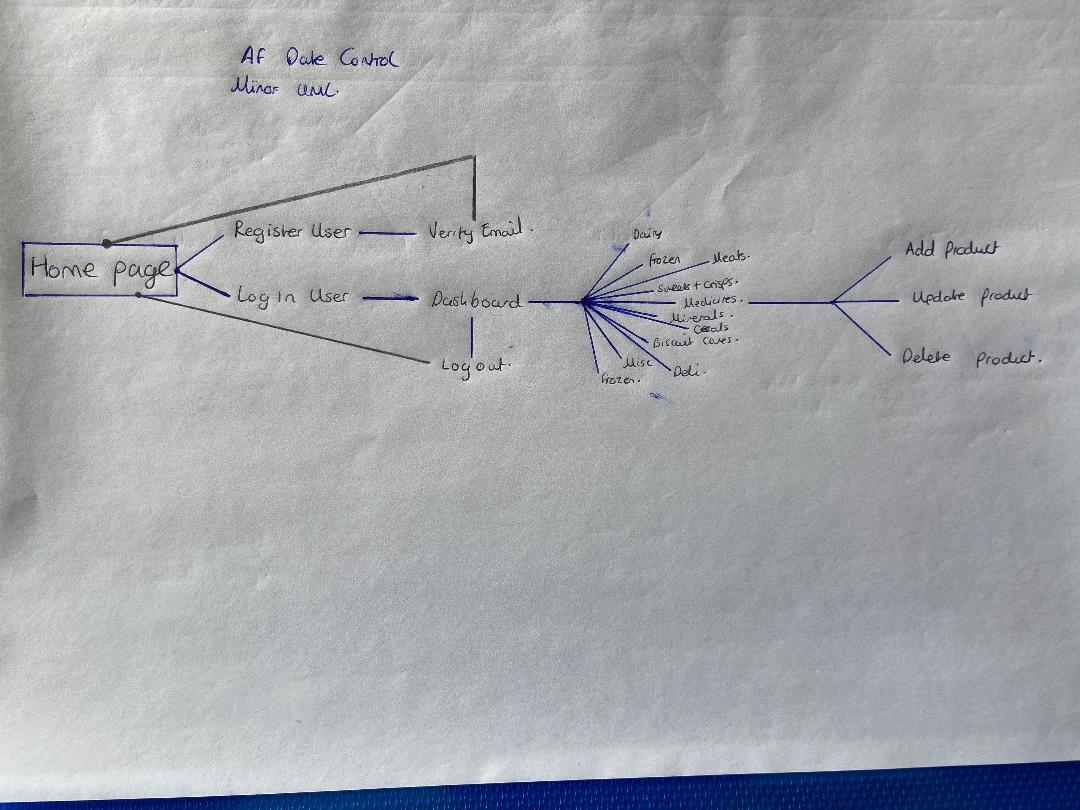 AF Date Control
Minor UML.
Register User
Verify Email.
Home page
Log In User
Dashboard
Log out.
Dairy
Frozen
Meats.
Sweets + Crisps.
Medicines.
Minerals.
Cereals
Biscuit Cakes.
Misc
Deli.
Frozen.
Add Product
Update Product
Delete Product.